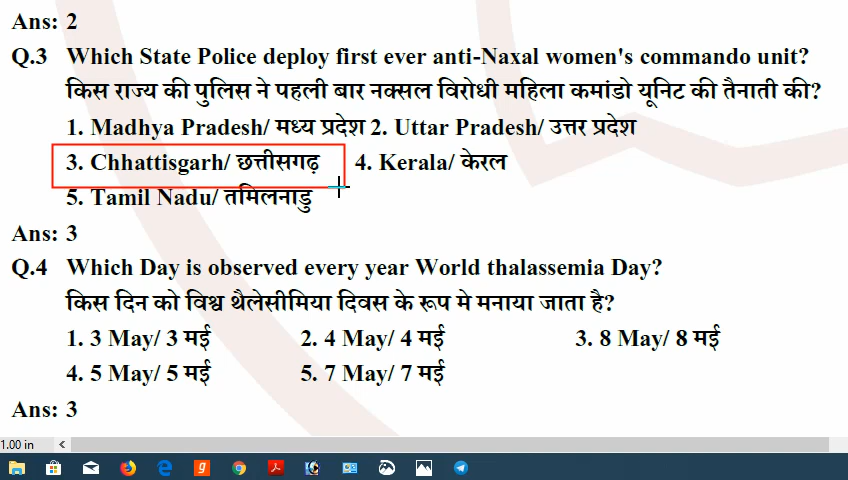 Ans: 2
Q.3 Which State Police deploy first ever anti-Naxal women's commando unit?
किस राज्य की पुलिस ने पहली बार नक्सल विरोधी महिला कमांडो यूनिट की तैनाती की?
1. Madhya Pradesh/ मध्य प्रदेश 2. Uttar Pradesh/ उत्तर प्रदेश
3. Chhattisgarh/ छत्तीसगढ़ 4. Kerala/ केरल
5. Tamil Nadu/ तमिलनाडु
Ans: 3
Q.4 Which Day is observed every year World thalassemia Day?
किस दिन को विश्व थैलेसीमिया दिवस के रूप मे मनाया जाता है?
1. 3 May/ 3 मई 2. 4 May/ 4 मई 3. 8 May/ 8 मई
4. 5 May/ 5 मई 5. 7 May/ 7 मई
Ans: 3
1.00 in